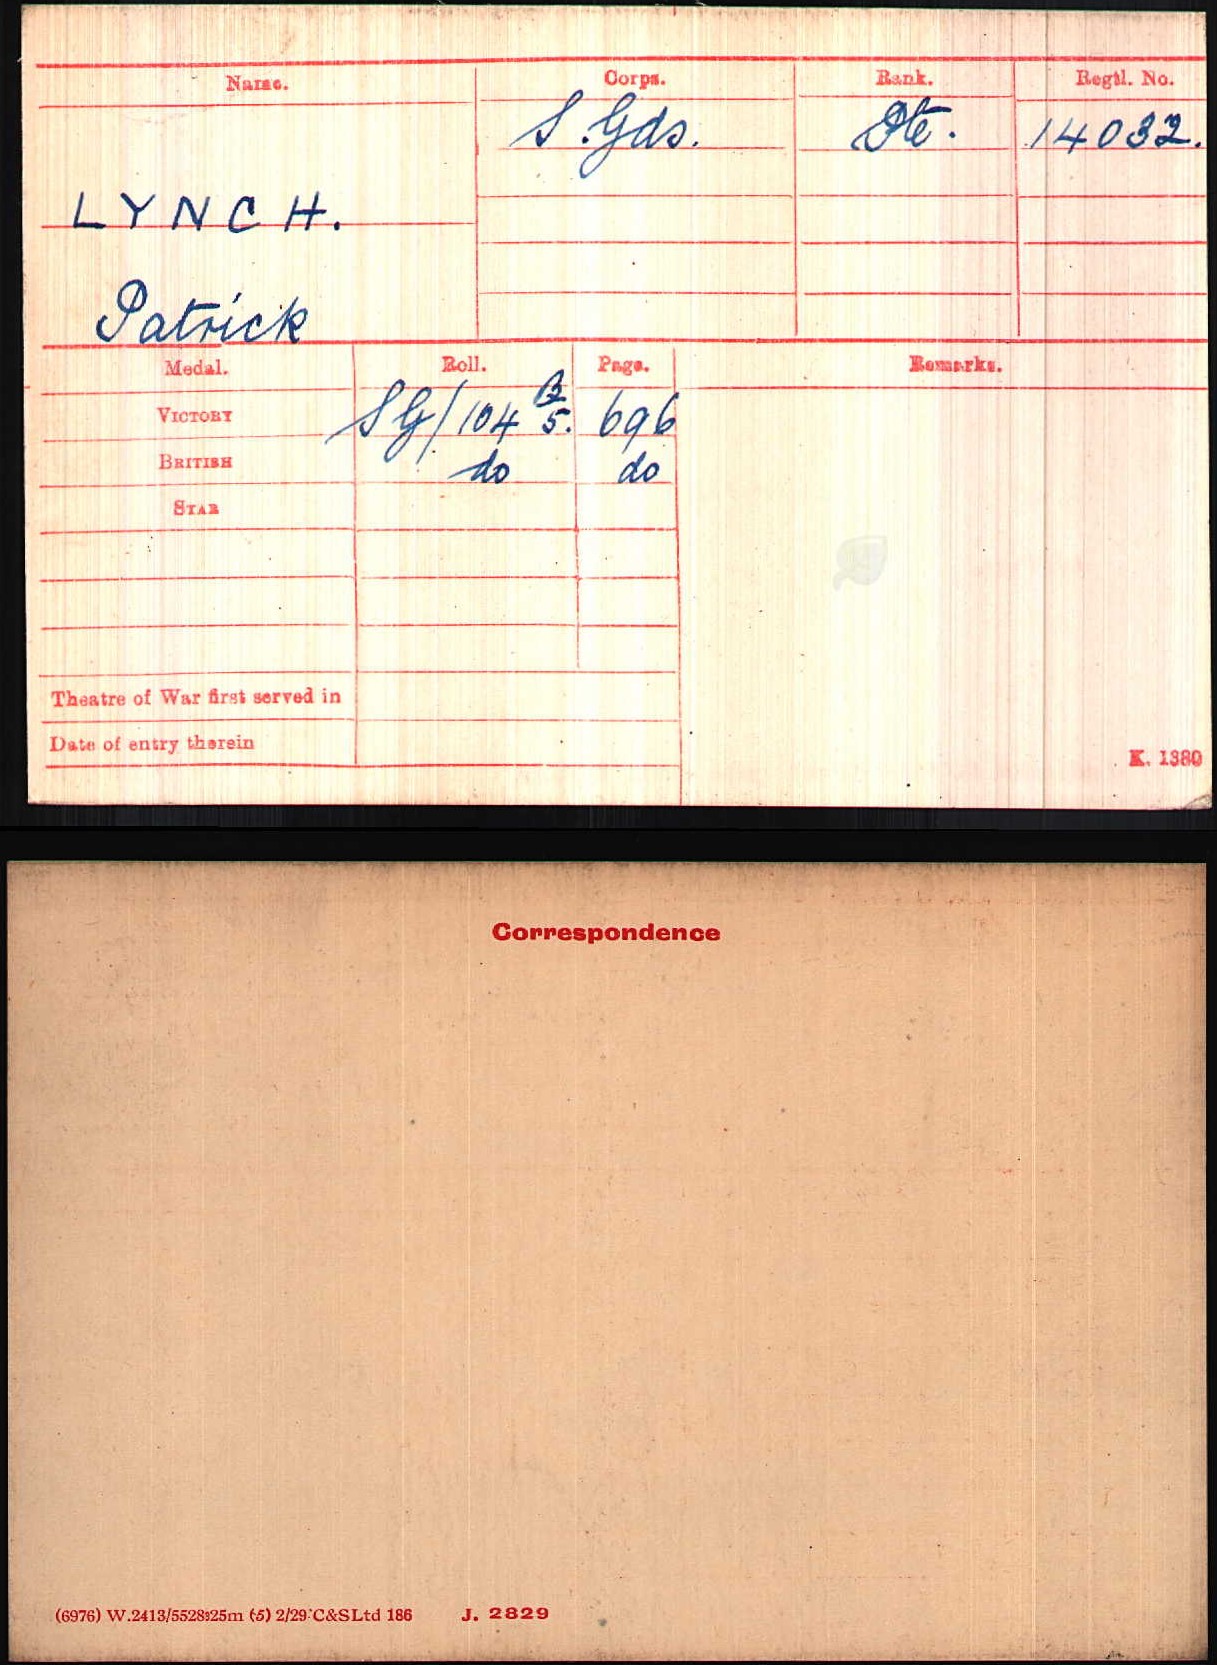 Name. Corps. Rank. Regtl. No.
S. Gds. Pte. 14032.
LYNCH.
Patrick
Medal. Roll. Page. Remarks.
VICTORY SG/104 B5. 696
BRITISH do do
STAR
Theatre of War first served in
Date of entry therein
K. 1380
Correspondence
(6976) W.2413/5528 25m (5) 2/29 C&S Ltd 186 J. 2829